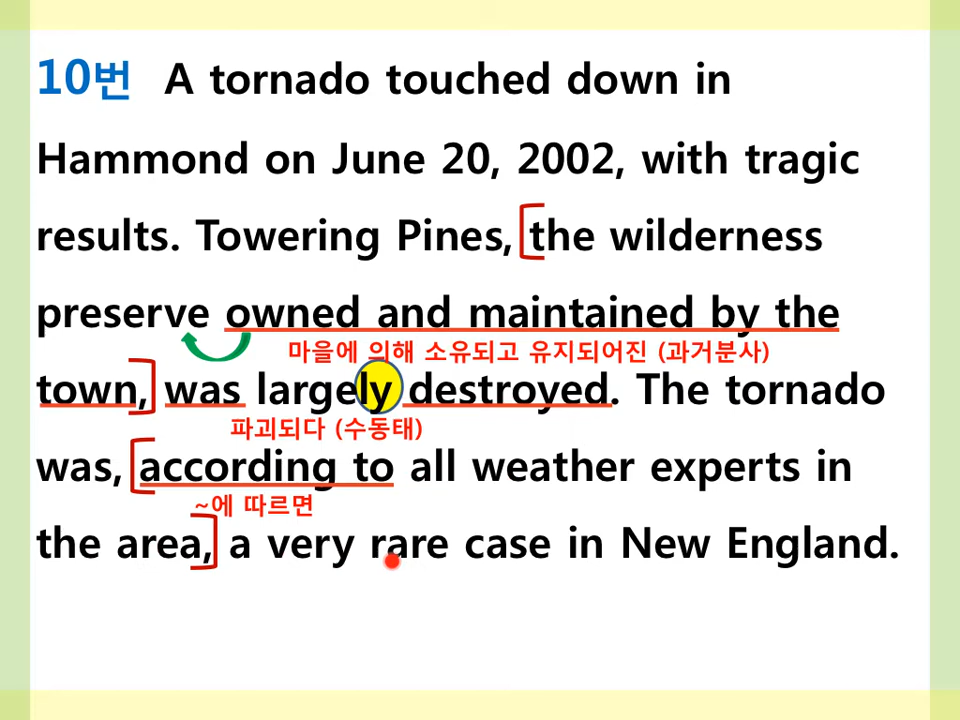 10번 A tornado touched down in
Hammond on June 20, 2002, with tragic
results. Towering Pines, the wilderness
preserve owned and maintained by the
마을에 의해 소유되고 유지되어진 (과거분사)
town, was largely destroyed. The tornado
파괴되다 (수동태)
was, according to all weather experts in
~에 따르면
the area, a very rare case in New England.